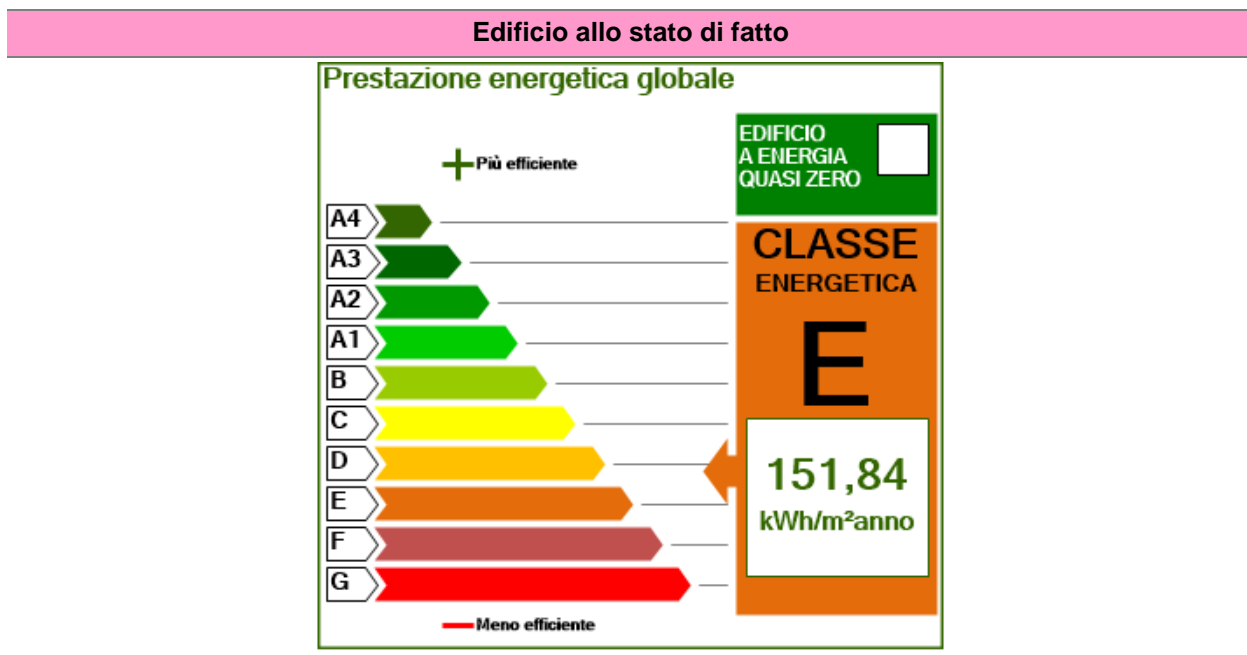 Edificio allo stato di fatto
Prestazione energetica globale
EDIFICIO
A ENERGIA
QUASI ZERO
Più efficiente
A4
A3
A2
A1
B
C
D
E
F
G
Meno efficiente
CLASSE
ENERGETICA
E
151,84
kWh/m²anno